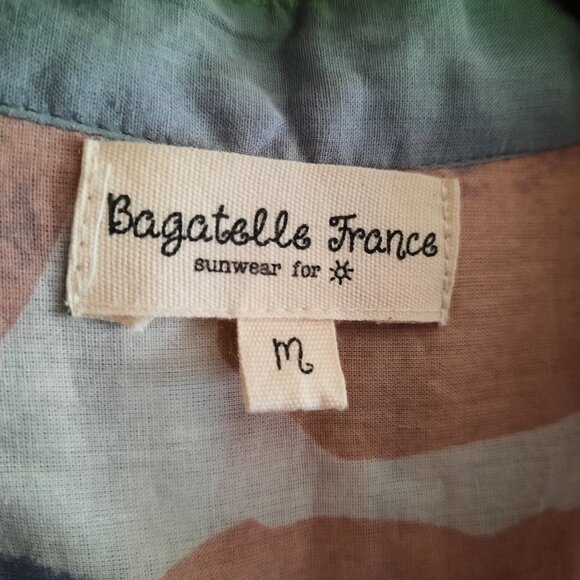 Bagatelle France
sunwear for ☼
M